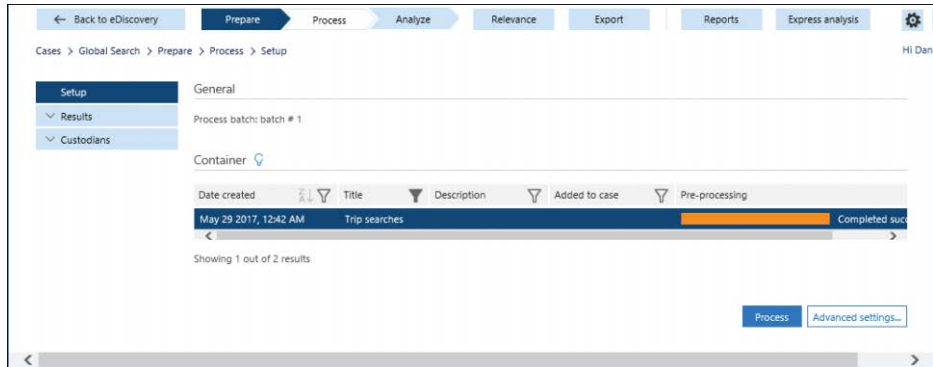 ← Back to eDiscovery Prepare Process Analyze Relevance Export Reports Express analysis
Cases > Global Search > Prepare > Process > Setup Hi Dan
Setup
General
Results
Process batch: batch # 1
Custodians
Container
Date created Title Description Added to case Pre-processing
May 29 2017, 12:42 AM Trip searches Completed succ
Showing 1 out of 2 results
Process Advanced settings...